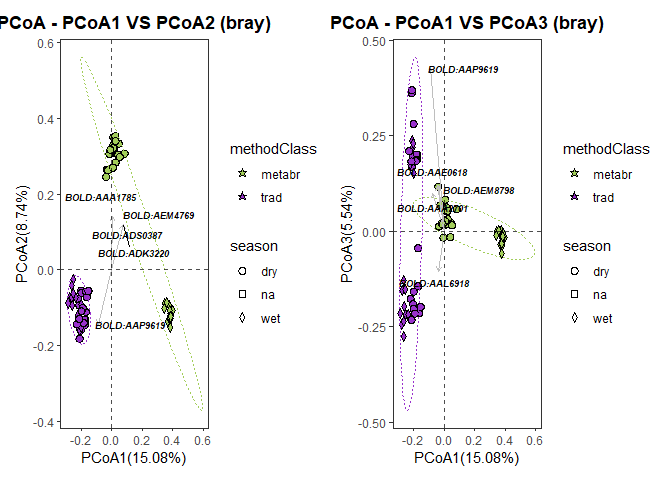 PCoA - PCoA1 VS PCoA2 (bray)
0.6
0.4
0.2
0.0
-0.2
-0.4
PCoA2(8.74%)
BOLD:AAA1785
BOLD:AEM4769
BOLD:ADS0387
BOLD:ADK3220
BOLD:AAP9619
-0.2
0.0
0.2
0.4
0.6
PCoA1(15.08%)
methodClass
metabr
trad
season
dry
na
wet
PCoA - PCoA1 VS PCoA3 (bray)
0.50
0.25
0.00
-0.25
-0.50
PCoA3(5.54%)
BOLD:AAP9619
BOLD:AAE0618
BOLD:AEM8798
BOLD:AAL6918
-0.2
0.0
0.2
0.4
0.6
PCoA1(15.08%)
methodClass
metabr
trad
season
dry
na
wet